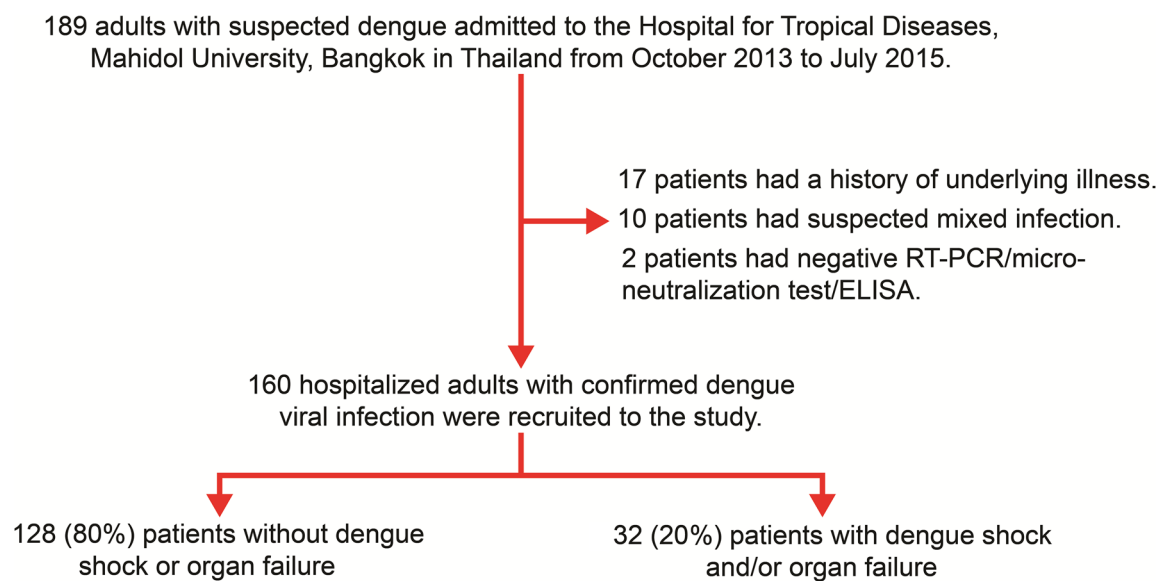 189 adults with suspected dengue admitted to the Hospital for Tropical Diseases,
Mahidol University, Bangkok in Thailand from October 2013 to July 2015.
17 patients had a history of underlying illness.
10 patients had suspected mixed infection.
2 patients had negative RT-PCR/micro-
neutralization test/ELISA.
160 hospitalized adults with confirmed dengue
viral infection were recruited to the study.
128 (80%) patients without dengue
shock or organ failure
32 (20%) patients with dengue shock
and/or organ failure